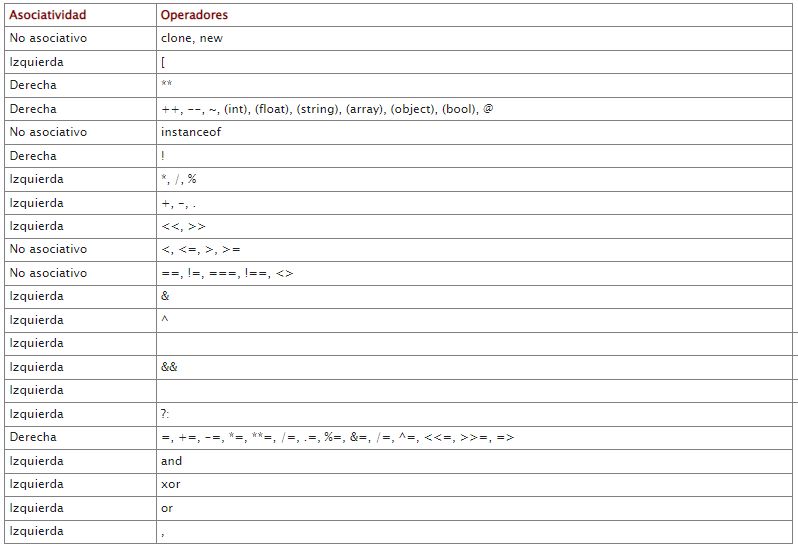 Asociatividad Operadores
No asociativo clone, new
Izquierda [
Derecha **
Derecha ++, --, ~, (int), (float), (string), (array), (object), (bool), @
No asociativo instanceof
Derecha !
Izquierda *, /, %
Izquierda +, -, .
Izquierda <<, >>
No asociativo <, <=, >, >=
No asociativo ==, !=, ===, !==, <>
Izquierda &
Izquierda ^
Izquierda
Izquierda &&
Izquierda
Izquierda ?:
Derecha =, +=, -=, *=, **=, /=, .=, %=, &=, /=, ^=, <<=, >>=, =>
Izquierda and
Izquierda xor
Izquierda or
Izquierda ,